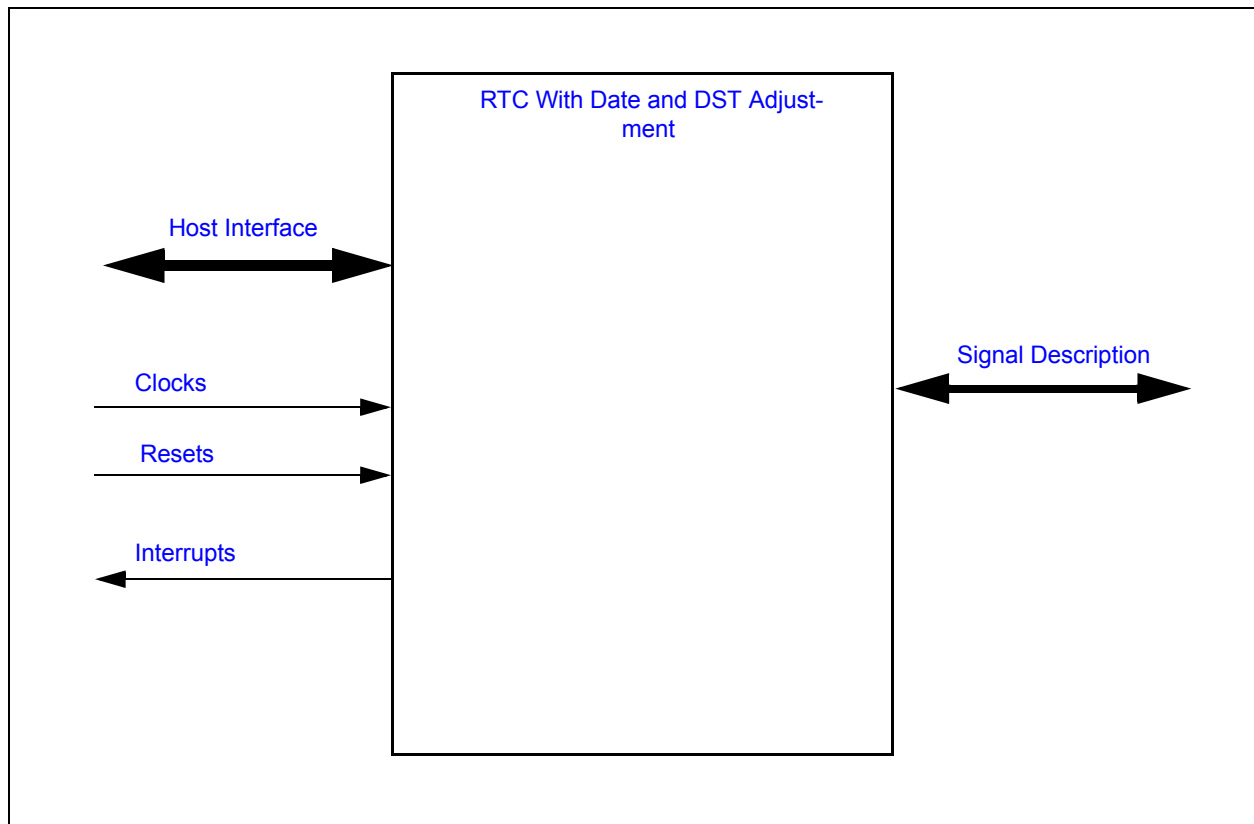 RTC With Date and DST Adjust-
ment
Host Interface
Signal Description
Clocks
Resets
Interrupts